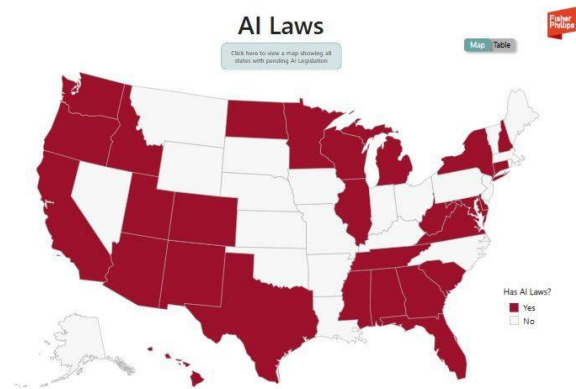 AI Laws
Fisher
Phillips
Click here to view a map showing all
states with pending AI Legislation
Map Table
Has AI Laws?
Yes
No